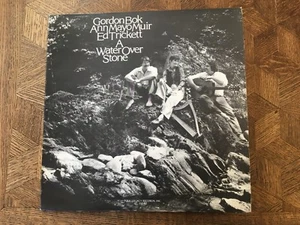 Gordon Bok
Ann Mayo Muir
Ed Trickett
A
Water Over
Stone